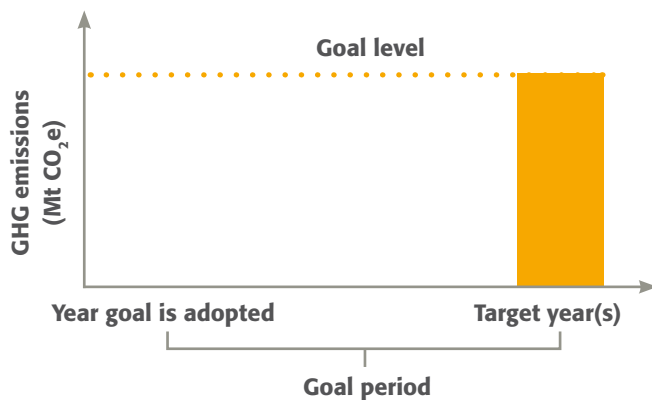 Goal level
GHG emissions
(Mt CO₂e)
Year goal is adopted
Target year(s)
Goal period